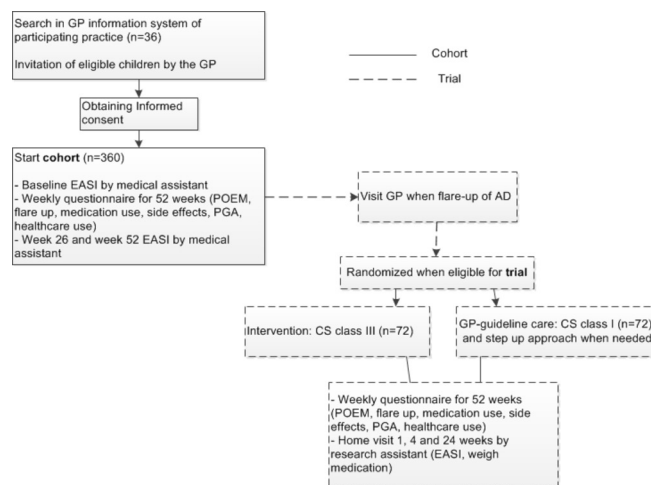 Search in GP information system of
participating practice (n=36)
Invitation of eligible children by the GP
Cohort
Trial
Obtaining Informed
consent
Start cohort (n=360)
- Baseline EASI by medical assistant
- Weekly questionnaire for 52 weeks (POEM,
flare up, medication use, side effects, PGA,
healthcare use)
- Week 26 and week 52 EASI by medical
assistant
Visit GP when flare-up of AD
Randomized when eligible for trial
Intervention: CS class III (n=72)
GP-guideline care: CS class I (n=72)
and step up approach when needed
- Weekly questionnaire for 52 weeks
(POEM, flare up, medication use, side
effects, PGA, healthcare use)
- Home visit 1, 4 and 24 weeks by
research assistant (EASI, weigh
medication)